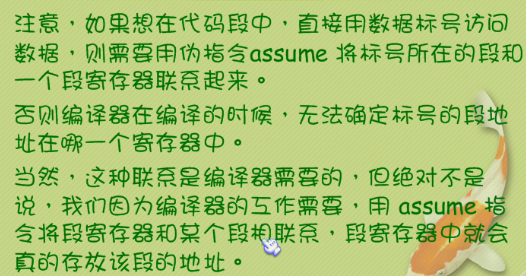 注意，如果想在代码段中，直接用数据标号访问
数据，则需要用伪指令assume 将标号所在的段和
一个段寄存器联系起来。
否则编译器在编译的时候，无法确定标号的段地
址在哪一个寄存器中。
当然，这种联系是编译器需要的，但绝对不是
说，我们因为编译器的工作需要，用 assume 指
令将段寄存器和某个段相联系，段寄存器中就会
真的存放该段的地址。